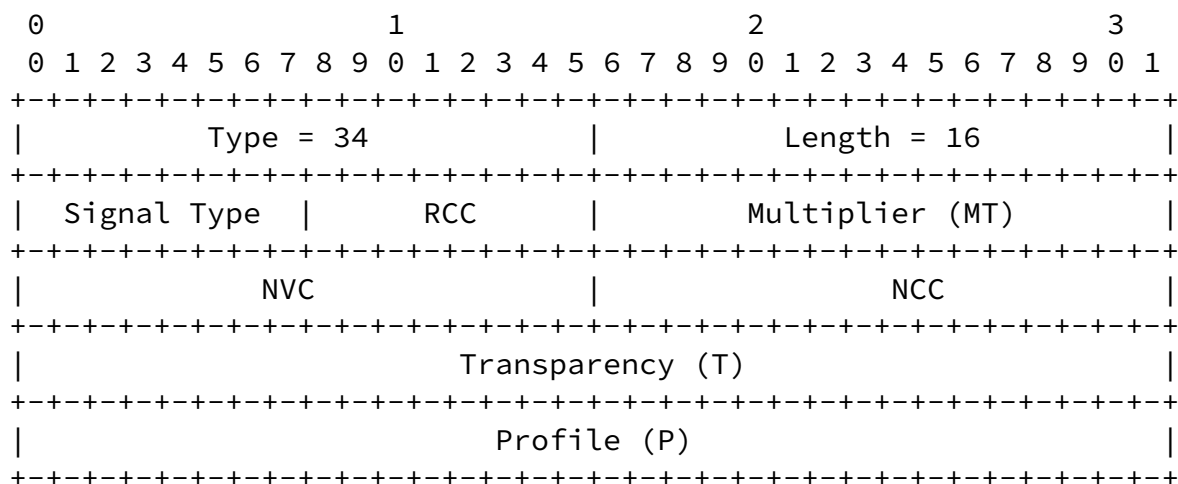 0                   1                   2                   3
 0 1 2 3 4 5 6 7 8 9 0 1 2 3 4 5 6 7 8 9 0 1 2 3 4 5 6 7 8 9 0 1
+-+-+-+-+-+-+-+-+-+-+-+-+-+-+-+-+-+-+-+-+-+-+-+-+-+-+-+-+-+-+-+-+
|          Type = 34            |          Length = 16          |
+-+-+-+-+-+-+-+-+-+-+-+-+-+-+-+-+-+-+-+-+-+-+-+-+-+-+-+-+-+-+-+-+
|  Signal Type  |      RCC      |        Multiplier (MT)        |
+-+-+-+-+-+-+-+-+-+-+-+-+-+-+-+-+-+-+-+-+-+-+-+-+-+-+-+-+-+-+-+-+
|             NVC               |                NCC            |
+-+-+-+-+-+-+-+-+-+-+-+-+-+-+-+-+-+-+-+-+-+-+-+-+-+-+-+-+-+-+-+-+
|                        Transparency (T)                       |
+-+-+-+-+-+-+-+-+-+-+-+-+-+-+-+-+-+-+-+-+-+-+-+-+-+-+-+-+-+-+-+-+
|                          Profile (P)                          |
+-+-+-+-+-+-+-+-+-+-+-+-+-+-+-+-+-+-+-+-+-+-+-+-+-+-+-+-+-+-+-+-+